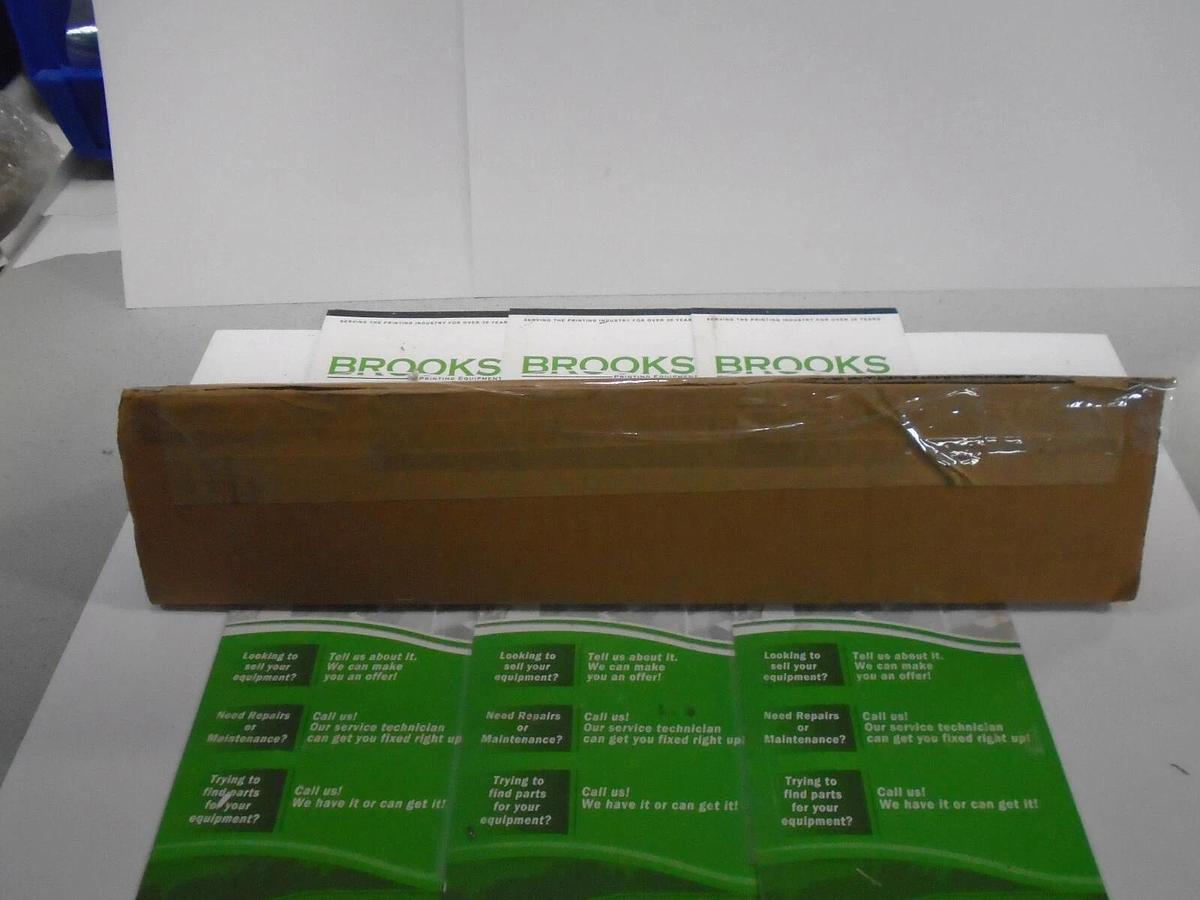 SERVING THE PRINTING INDUSTRY FOR OVER 30 YEAR
BROOKS
PRINTING EQUIPMENT
SERVING THE PRINTING INDUSTRY FOR OVER 30 YEAR
BROOKS
PRINTING EQUIPMENT
SERVING THE PRINTING INDUSTRY FOR OVER 30 YEARS
BROOKS
Looking to
sell your
equipment?
Tell us about it.
We can make
you an offer!
Need Repairs
or
Maintenance?
Call us!
Our service technician
can get you fixed right up
Trying to
find parts
for your
equipment?
Call us!
We have it or can get it!
Looking to
sell your
equipment?
Tell us about it.
We can make
you an offer!
Need Repairs
or
Maintenance?
Call us!
Our service technician
can get you fixed right up!
Trying to
find parts
for your
equipment?
Call us!
We have it or can get it!
Looking to
sell your
equipment?
Tell us about it.
We can make
you an offer!
Need Repairs
or
Maintenance?
Call us!
Our service technician
can get you fixed right up!
Trying to
find parts
for your
equipment?
Call us!
We have it or can get it!